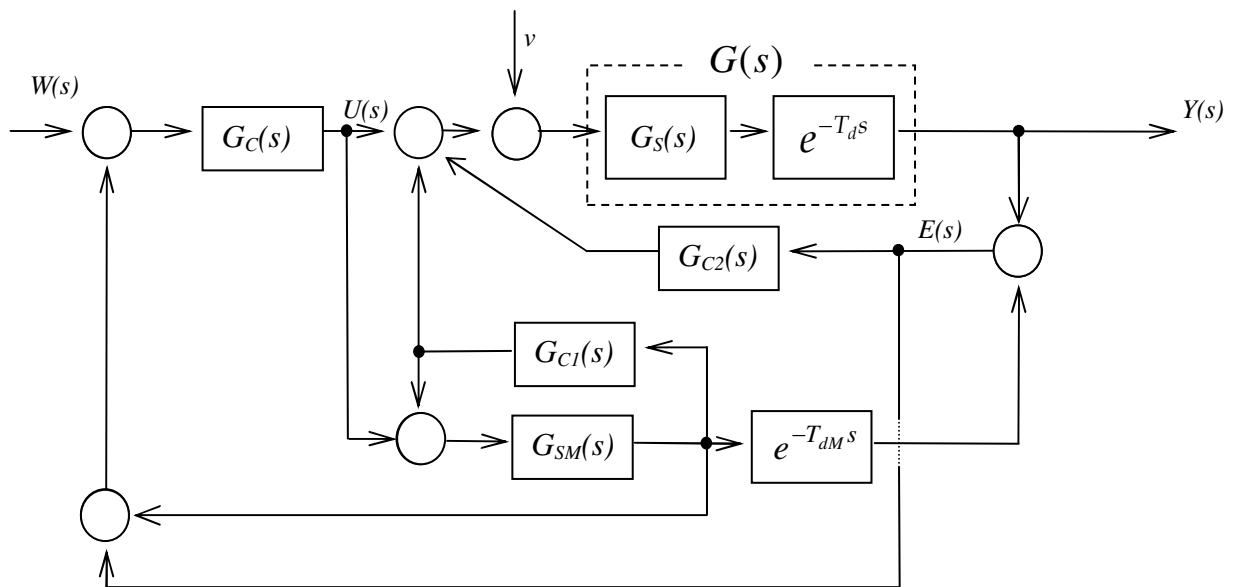 v
G(s)
W(s)
U(s)
Y(s)
G_C(s)
G_S(s)
e^{-T_d s}
E(s)
G_{C2}(s)
G_{C1}(s)
G_{SM}(s)
e^{-T_{dM} s}